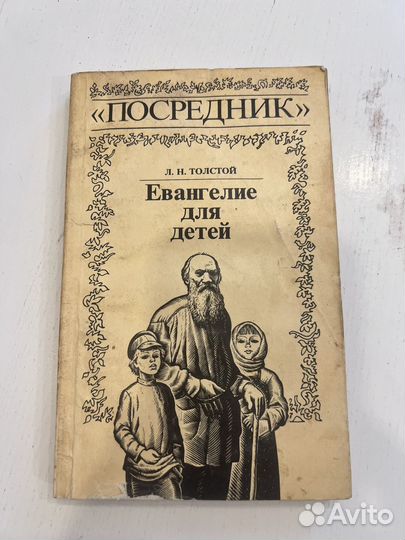 «ПОСРЕДНИК»
Л. Н. ТОЛСТОЙ
Евангелие
для
детей
Avito